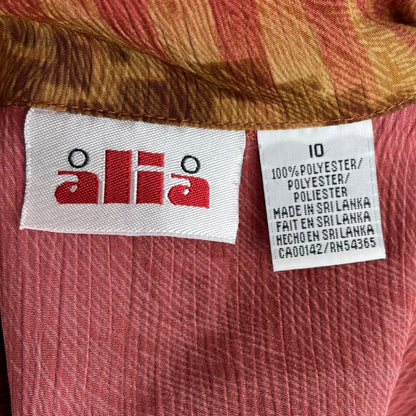 alia
10
100% POLYESTER/
POLYESTER/
POLIESTER
MADE IN SRI LANKA
FAIT EN SRI LANKA
HECHO EN SRI LANKA
CA00142/RN54365